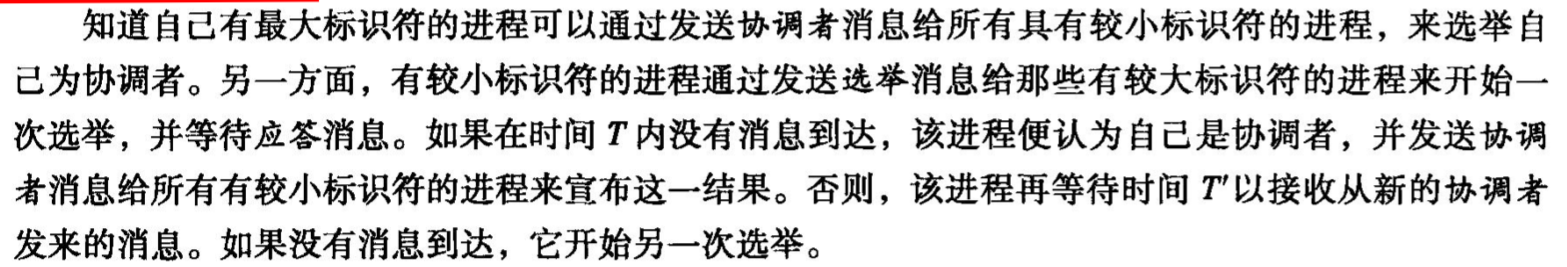 知道自己有最大标识符的进程可以通过发送协调者消息给所有具有较小标识符的进程，来选举自
己为协调者。另一方面，有较小标识符的进程通过发送选举消息给那些有较大标识符的进程来开始一
次选举，并等待应答消息。如果在时间 T 内没有消息到达，该进程便认为自己是协调者，并发送协调
者消息给所有有较小标识符的进程来宣布这一结果。否则，该进程再等待时间 T′以接收从新的协调者
发来的消息。如果没有消息到达，它开始另一次选举。